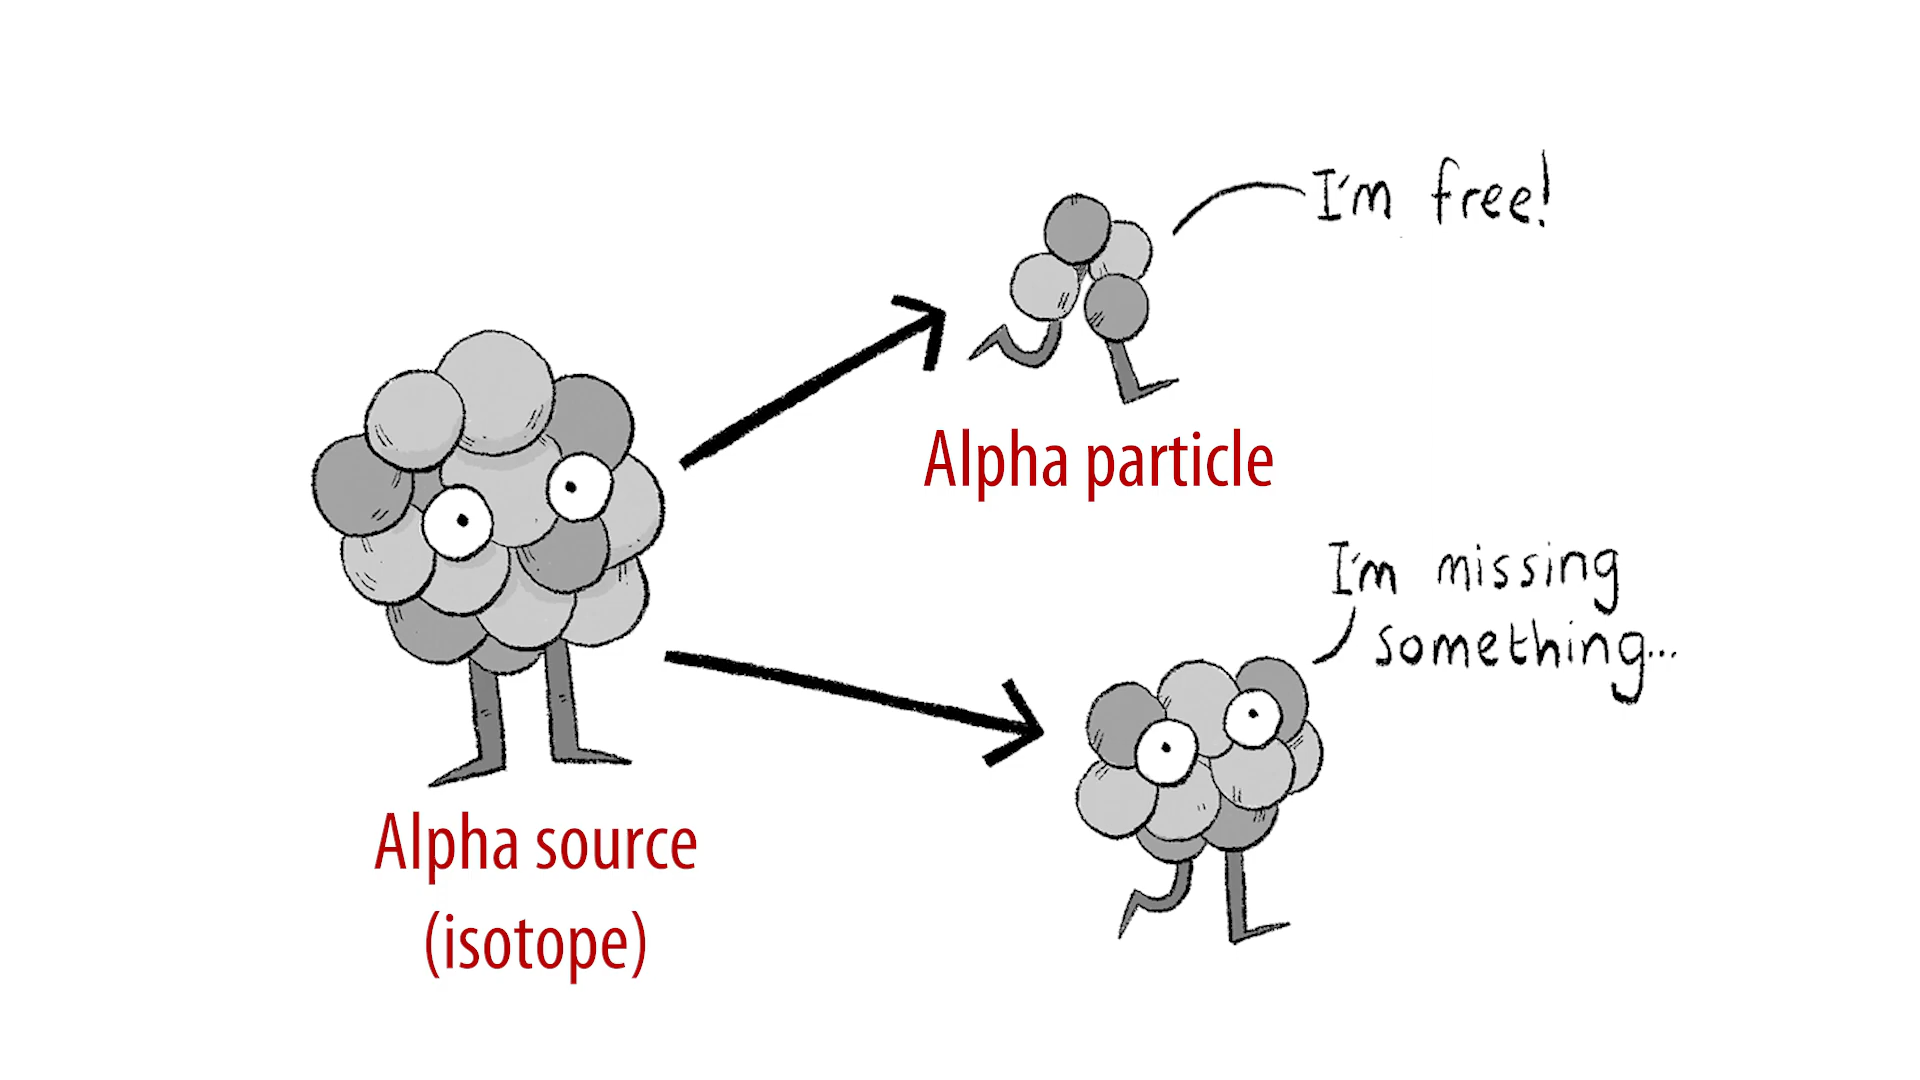 I'm free!
Alpha particle
I'm missing
something...
Alpha source
(isotope)